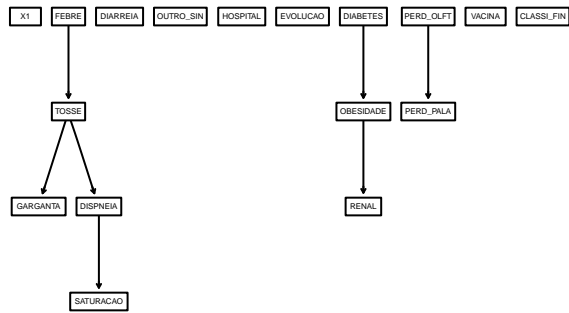 X1 FEBRE DIARREIA OUTRO_SIN HOSPITAL EVOLUCAO DIABETES PERD_OLFT VACINA CLASSI_FIN
TOSSE OBESIDADE PERD_PALA
GARGANTA DISPNEIA RENAL
SATURACAO